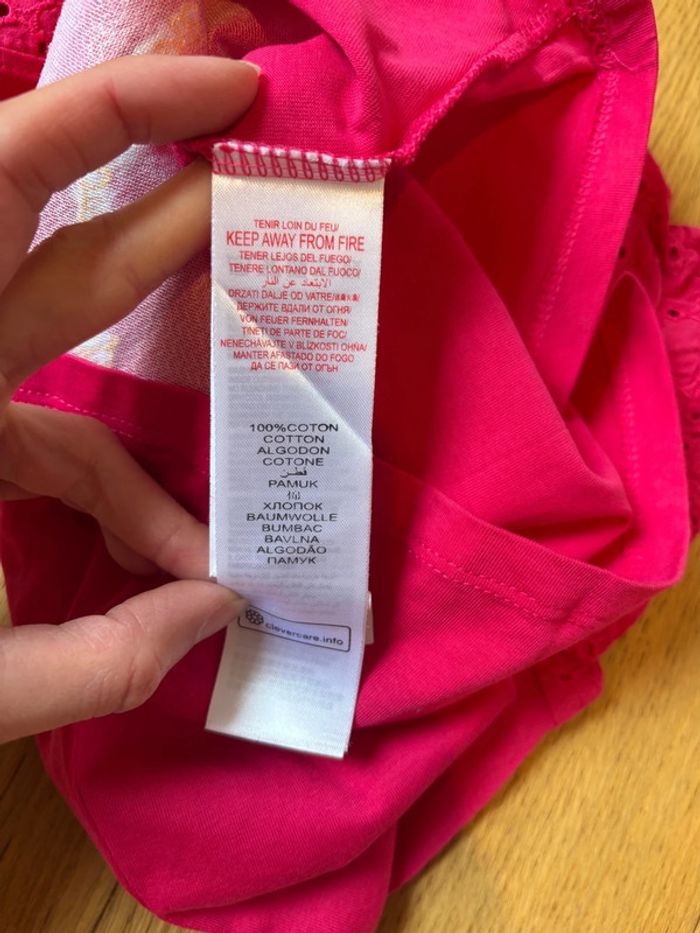 TENIR LOIN DU FEU/
KEEP AWAY FROM FIRE
TENER LEJOS DEL FUEGO/
TENERE LONTANO DAL FUOCO/
الابتعاد عن النار/
DRZATI DALJE OD VATRE/
ДЕРЖИТЕ ВДАЛИ ОТ ОГНЯ/
VON FEUER FERNHALTEN/
TINETI DE PARTE DE FOC/
NENECHÁVAJTE V BLÍZKOSTI OHNA/
MANTER AFASTADO DO FOGO
ДА СЕ ПАЗИ ОТ ОГЪН
100%COTON
COTTON
ALGODON
COTONE
قطن
PAMUK
ХЛОПОК
BAUMWOLLE
BUMBAC
BAVLNA
ALGODÃO
ПАМУК
clevercare.info